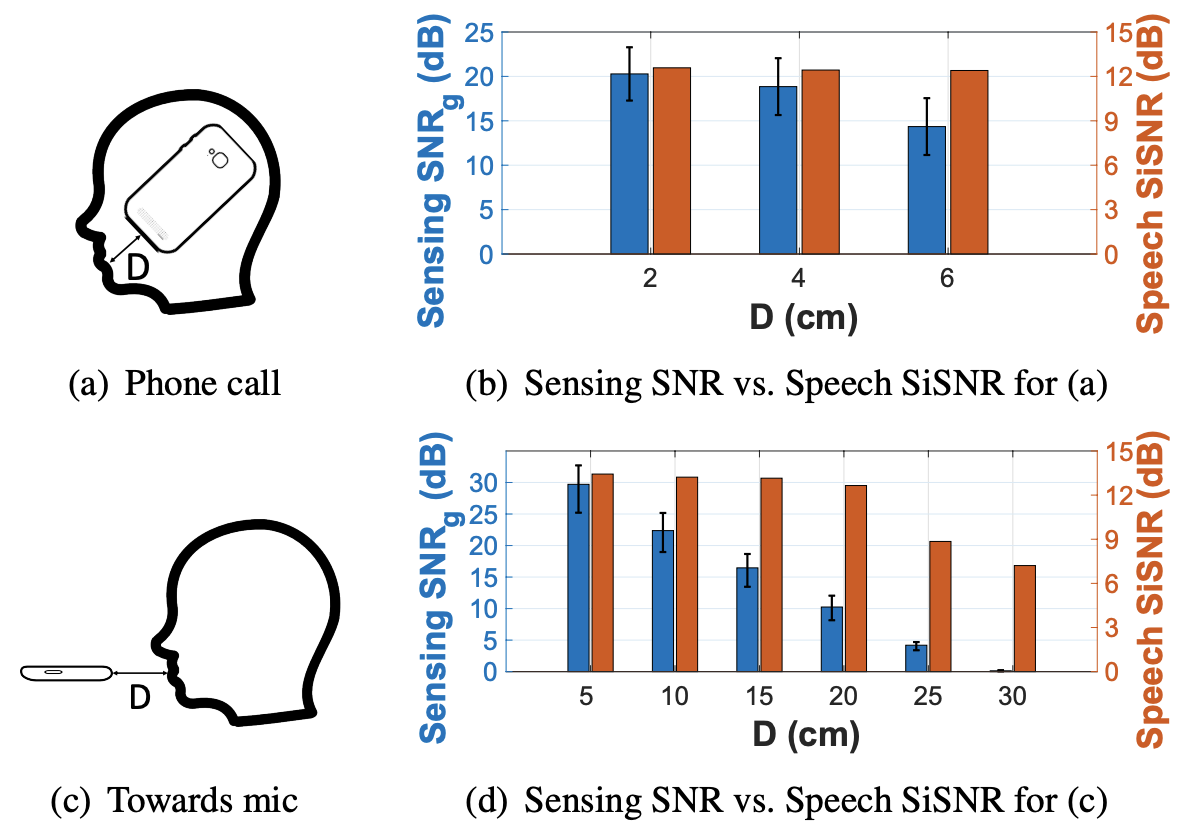 D
(a) Phone call
Sensing SNRg (dB)
25
20
15
10
5
0
2
4
6
D (cm)
15
12
9
6
3
0
Speech SiSNR (dB)
(b) Sensing SNR vs. Speech SiSNR for (a)
D
(c) Towards mic
Sensing SNRg (dB)
30
25
20
15
10
5
0
5
10
15
20
25
30
D (cm)
15
12
9
6
3
0
Speech SiSNR (dB)
(d) Sensing SNR vs. Speech SiSNR for (c)